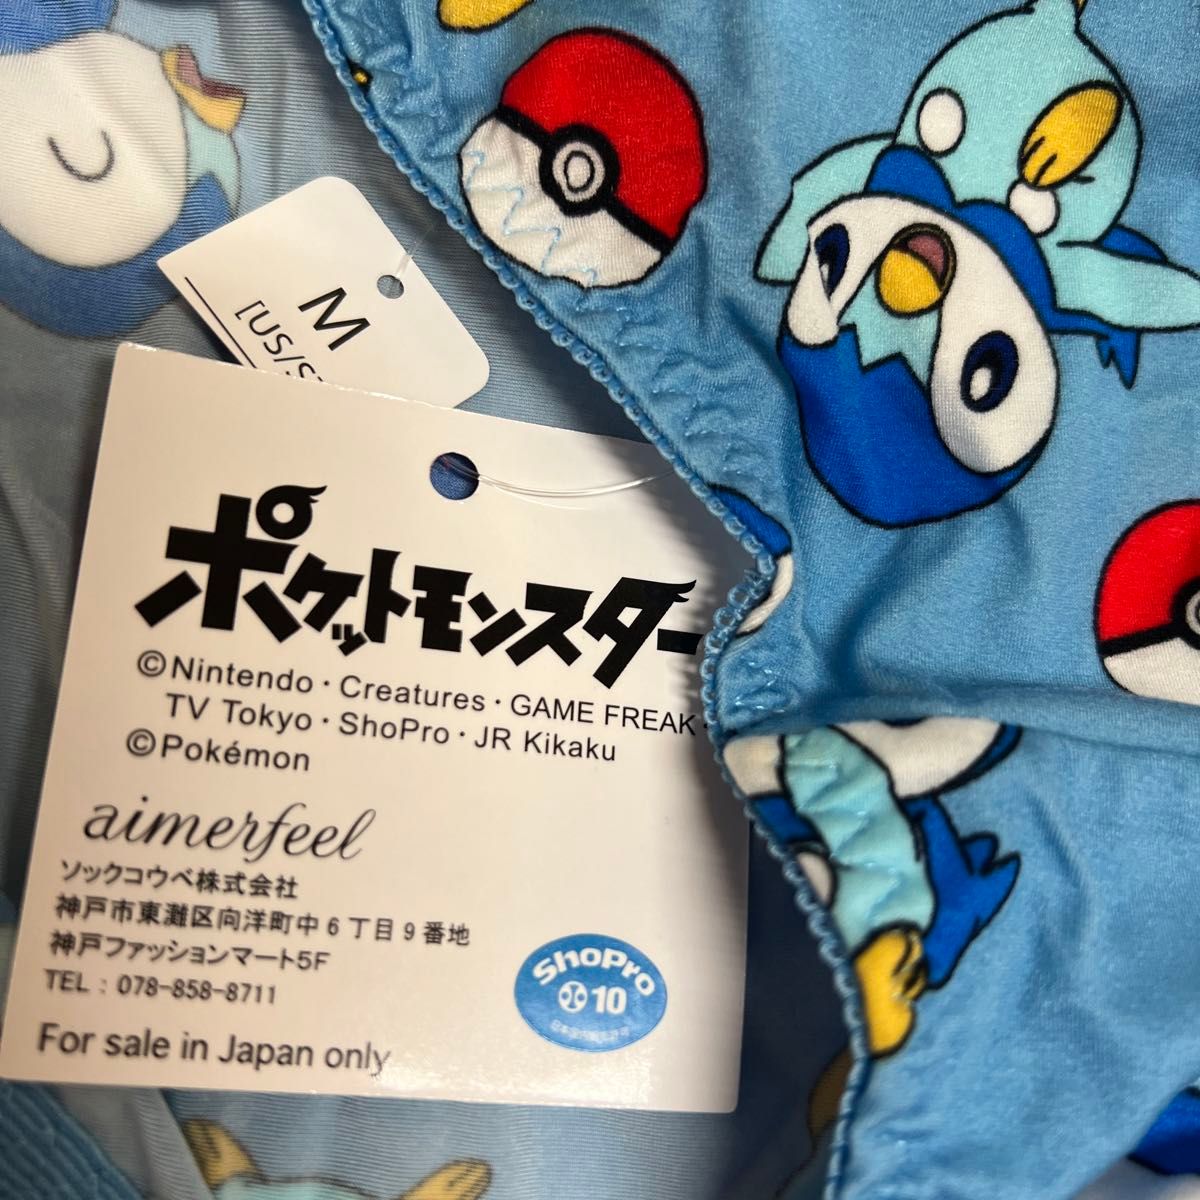 M
[US/S
ポケットモンスター
©Nintendo・Creatures・GAME FREAK・
TV Tokyo・ShoPro・JR Kikaku
©Pokémon
aimerfeel
ソックコウベ株式会社
神戸市東灘区向洋町中6丁目9番地
神戸ファッションマート5F
TEL：078-858-8711
For sale in Japan only
ShoPro
10